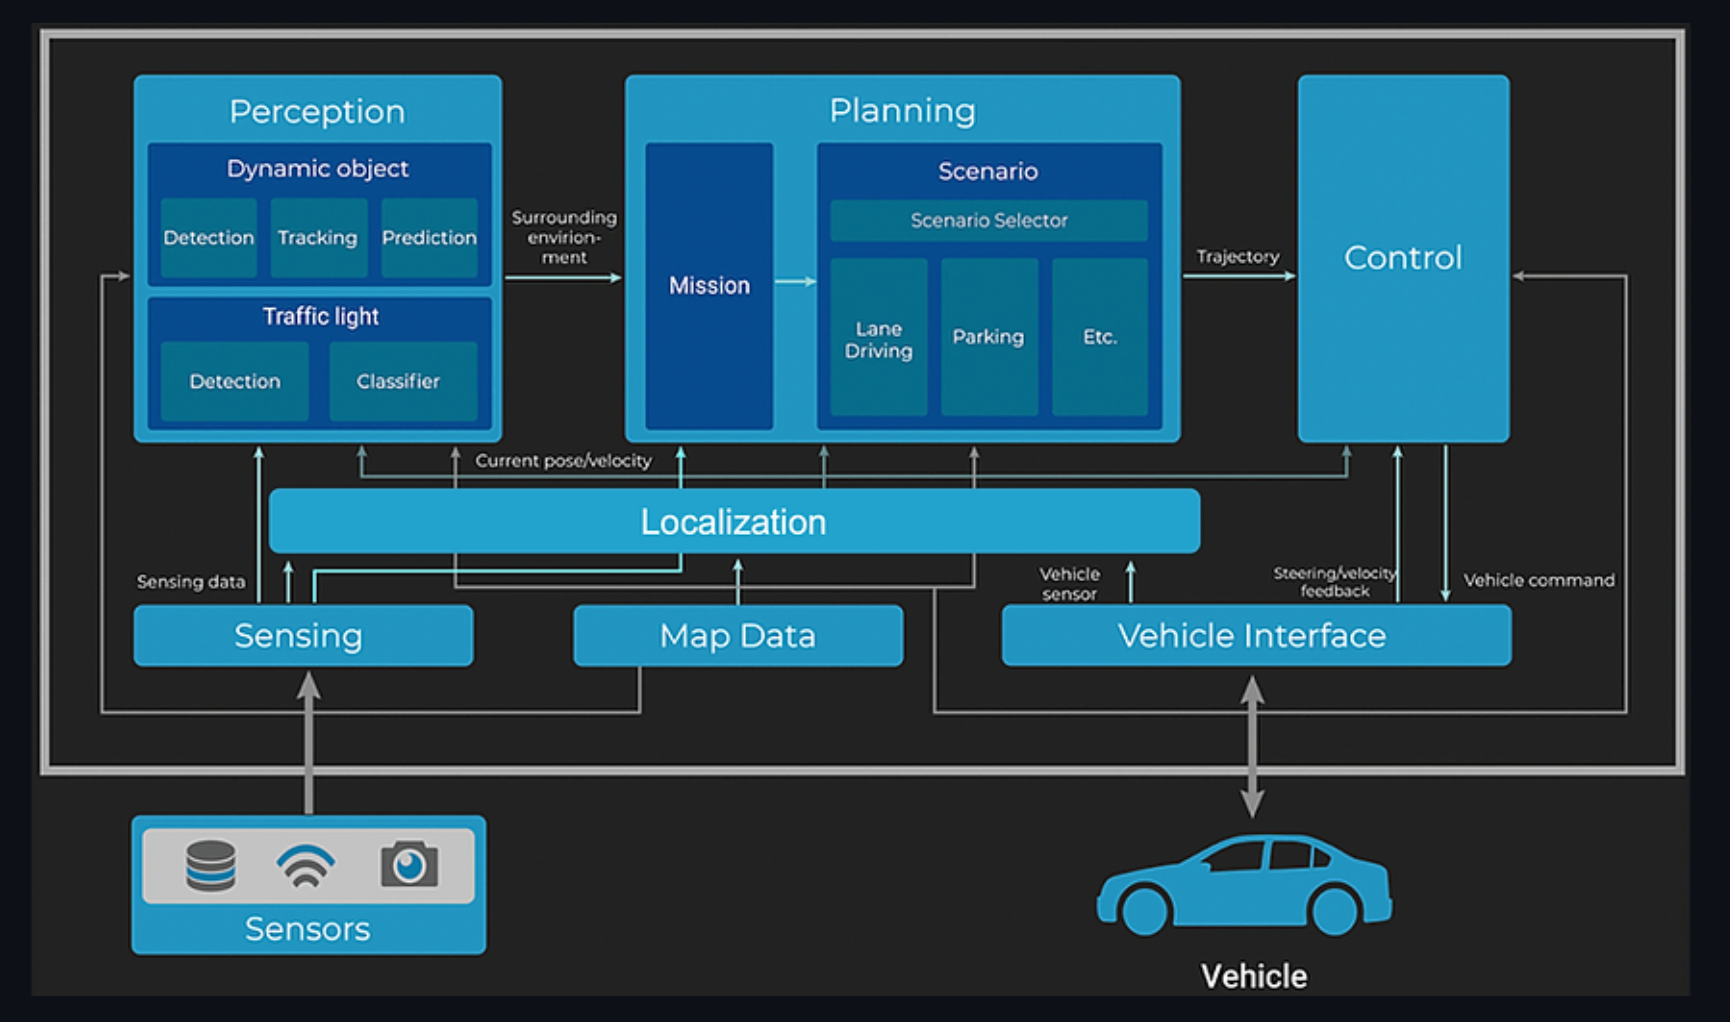 Perception
Dynamic object
Detection
Tracking
Prediction
Traffic light
Detection
Classifier
Surrounding
envirion-
ment
Planning
Mission
Scenario
Scenario Selector
Lane
Driving
Parking
Etc.
Trajectory
Control
Current pose/velocity
Localization
Sensing data
Vehicle
sensor
Steering/velocity
feedback
Vehicle command
Sensing
Map Data
Vehicle Interface
Sensors
Vehicle